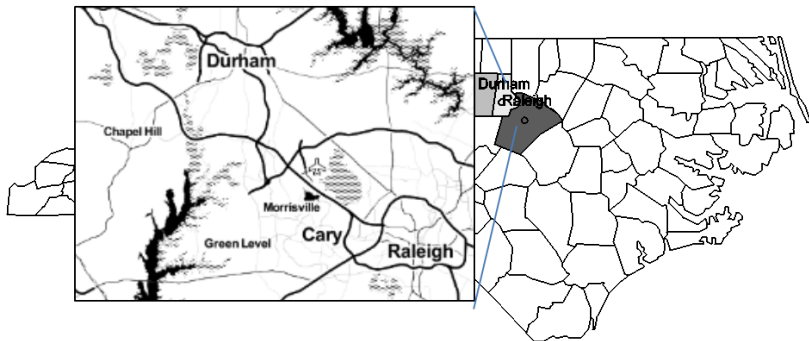 Durham
Chapel Hill
Morrisville
Green Level
Cary
Raleigh
Durham
Raleigh